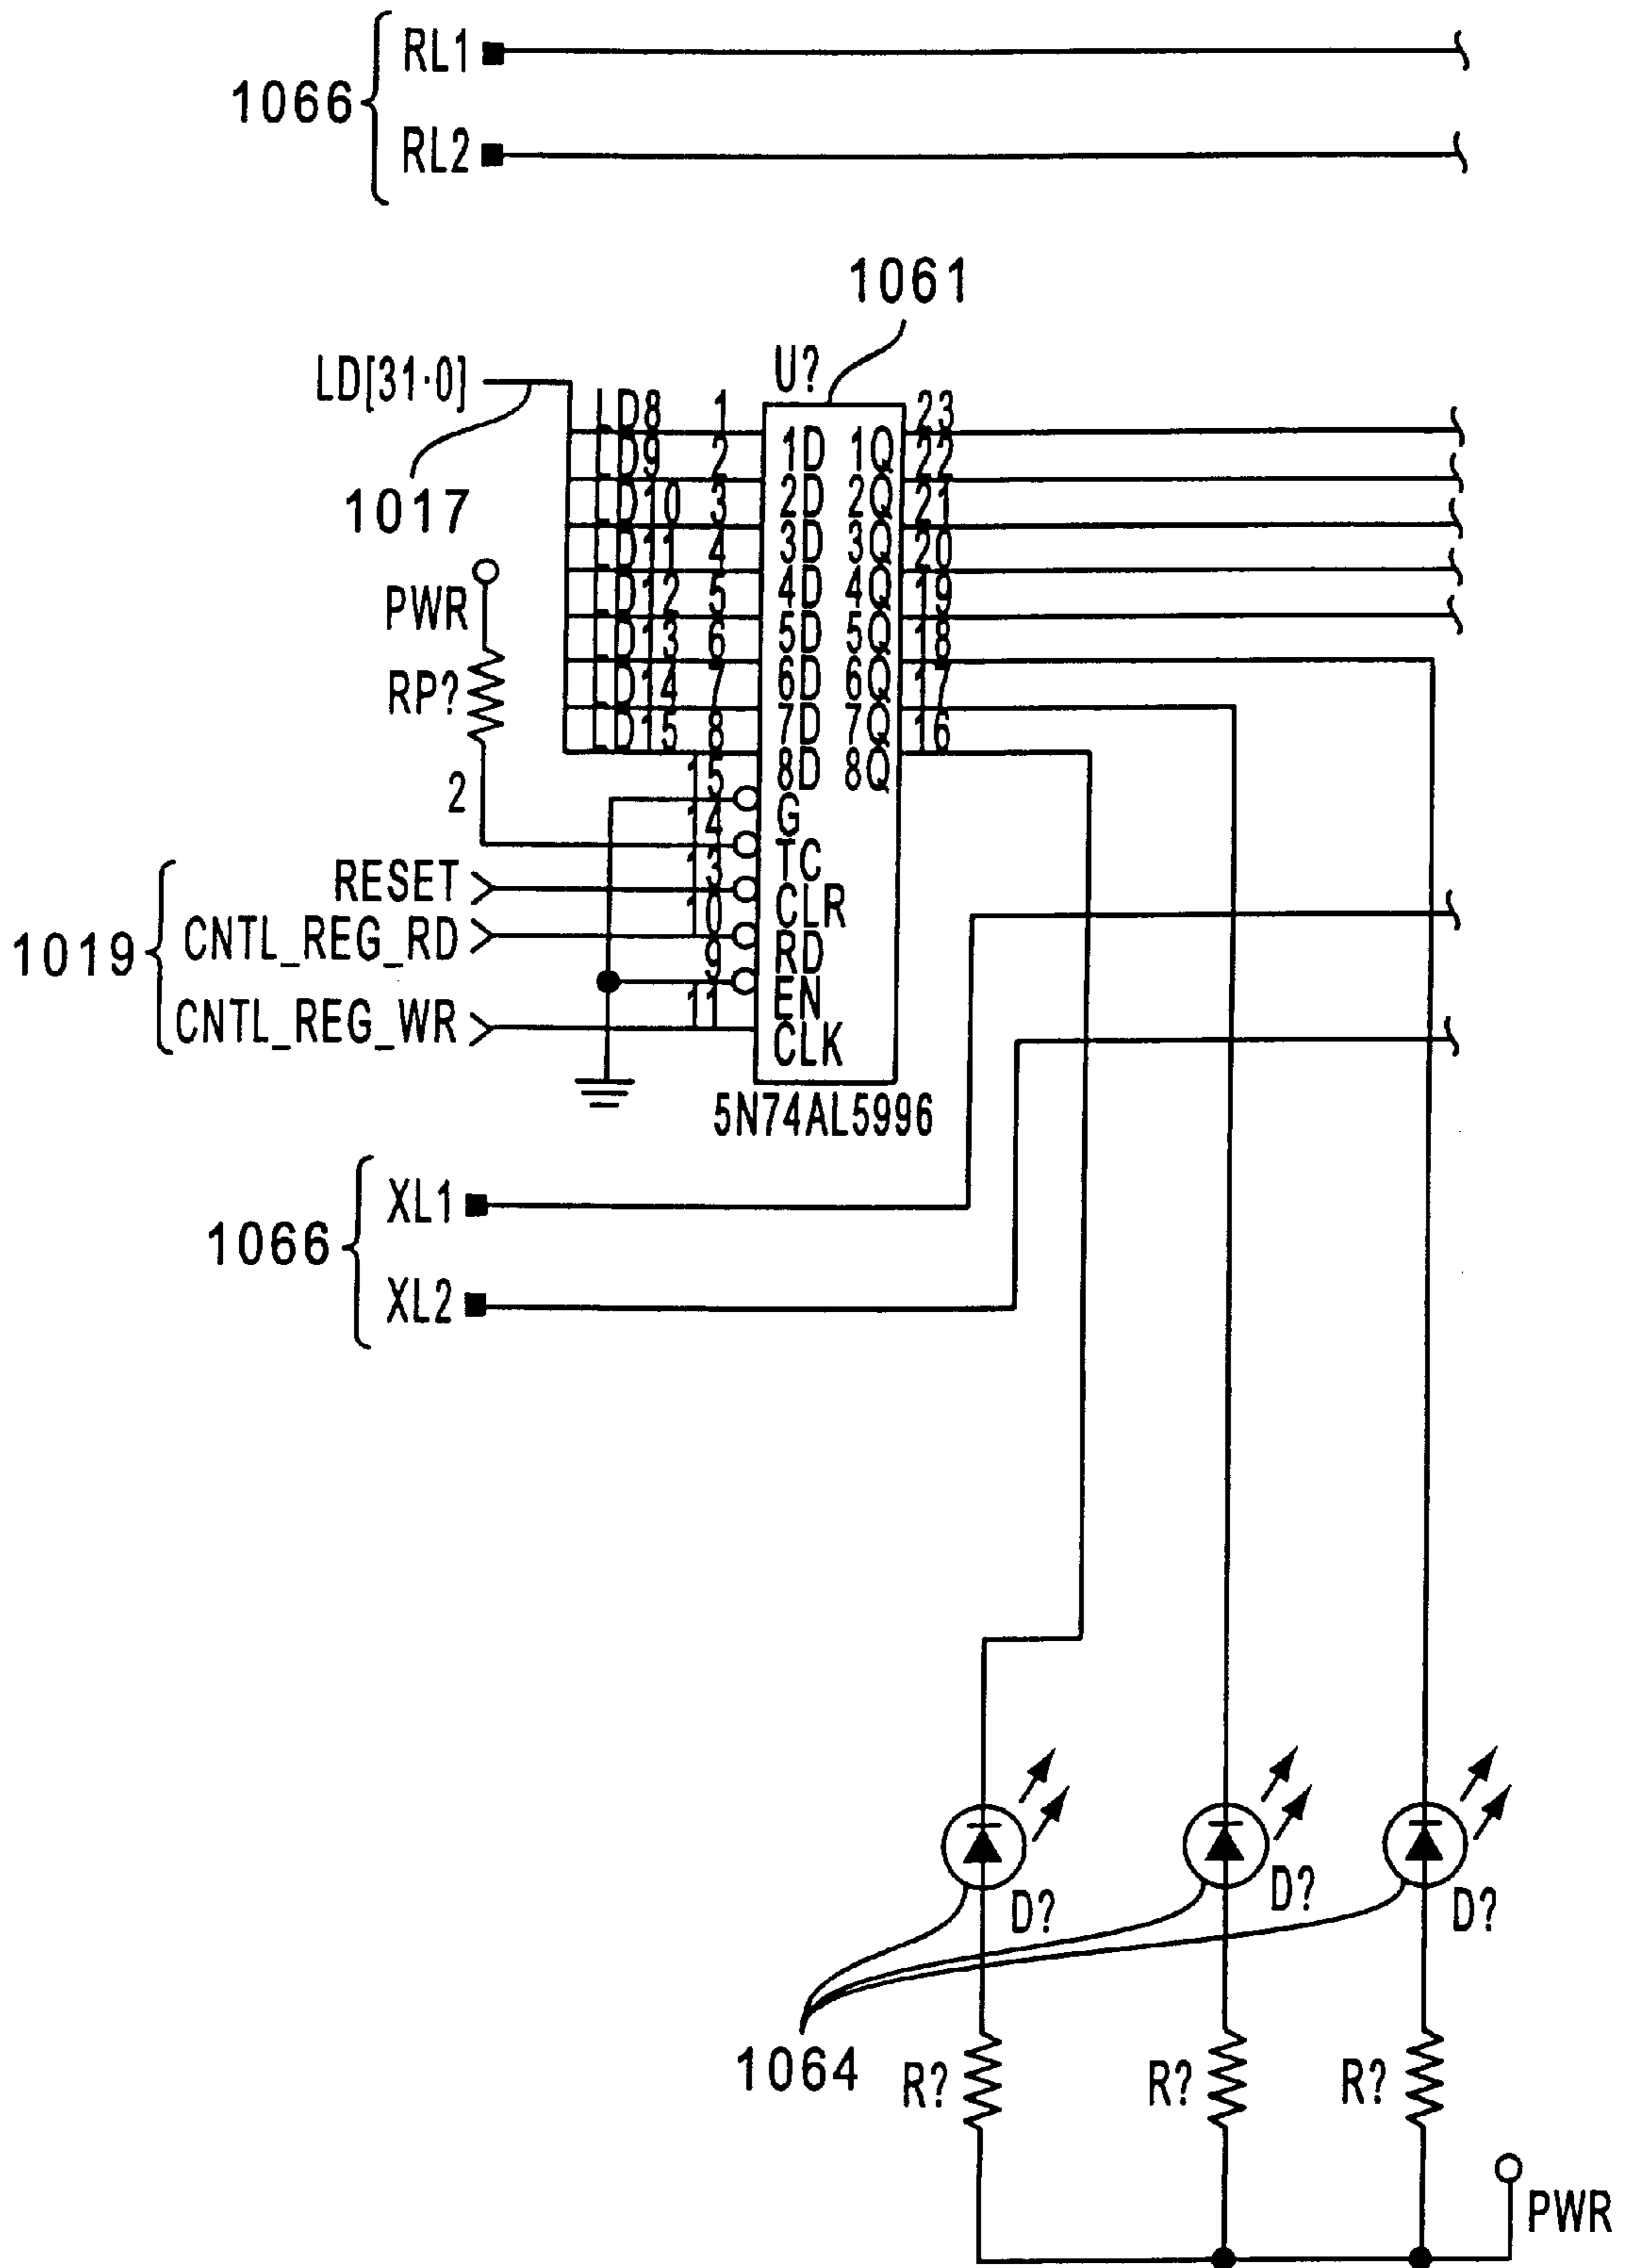 RL1
1066
RL2
1061
U?
LD[31·0]
LD8 1 1D 1Q 23
LD9 2 2D 2Q 22
1017
LD10 3 3D 3Q 21
LD11 4 4D 4Q 20
LD12 5 5D 5Q 19
PWR
LD13 6 6D 6Q 18
LD14 7 7D 7Q 17
RP?
LD15 8 8D 8Q 16
2
15 G
14 TC
RESET 13 CLR
1019
CNTL_REG_RD 10 RD
9 EN
CNTL_REG_WR 11 CLK
5N74AL5996
XL1
1066
XL2
D? D? D?
1064
R? R? R?
PWR